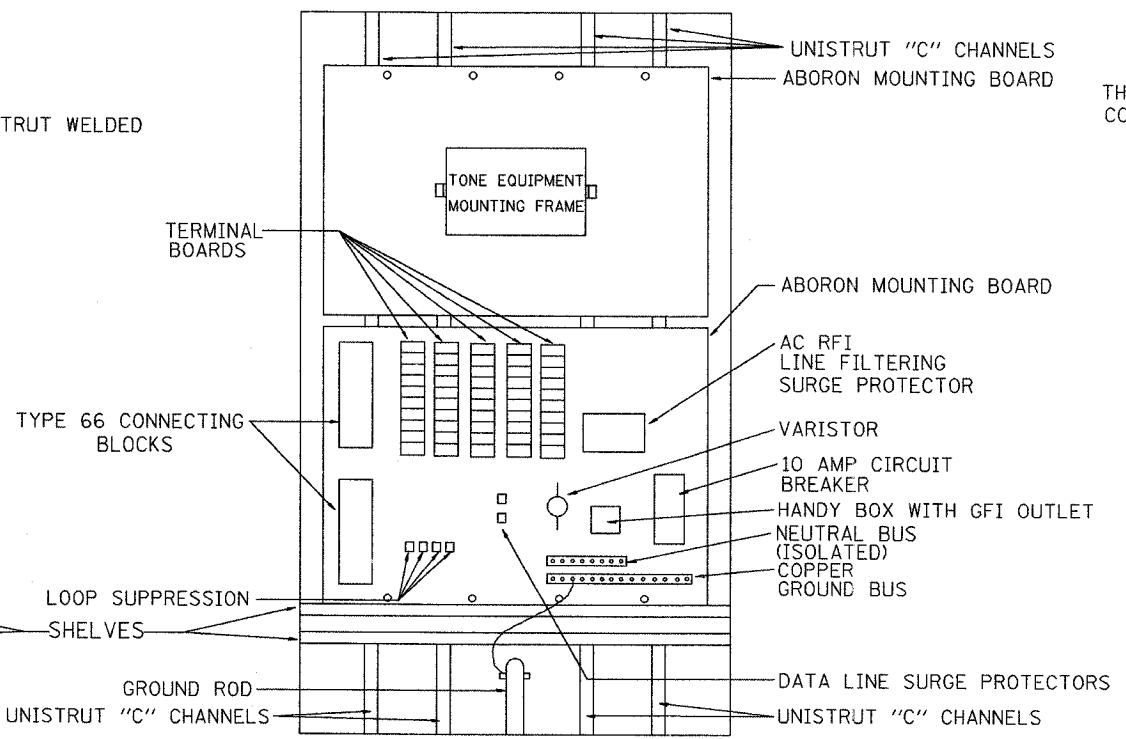 UNISTRUT "C" CHANNELS
ABORON MOUNTING BOARD
TH
CO
TRUT WELDED
TONE EQUIPMENT
MOUNTING FRAME
TERMINAL
BOARDS
ABORON MOUNTING BOARD
AC RFI
LINE FILTERING
SURGE PROTECTOR
TYPE 66 CONNECTING
BLOCKS
VARISTOR
10 AMP CIRCUIT
BREAKER
HANDY BOX WITH GFI OUTLET
NEUTRAL BUS
(ISOLATED)
COPPER
GROUND BUS
LOOP SUPPRESSION
SHELVES
GROUND ROD
DATA LINE SURGE PROTECTORS
UNISTRUT "C" CHANNELS
UNISTRUT "C" CHANNELS